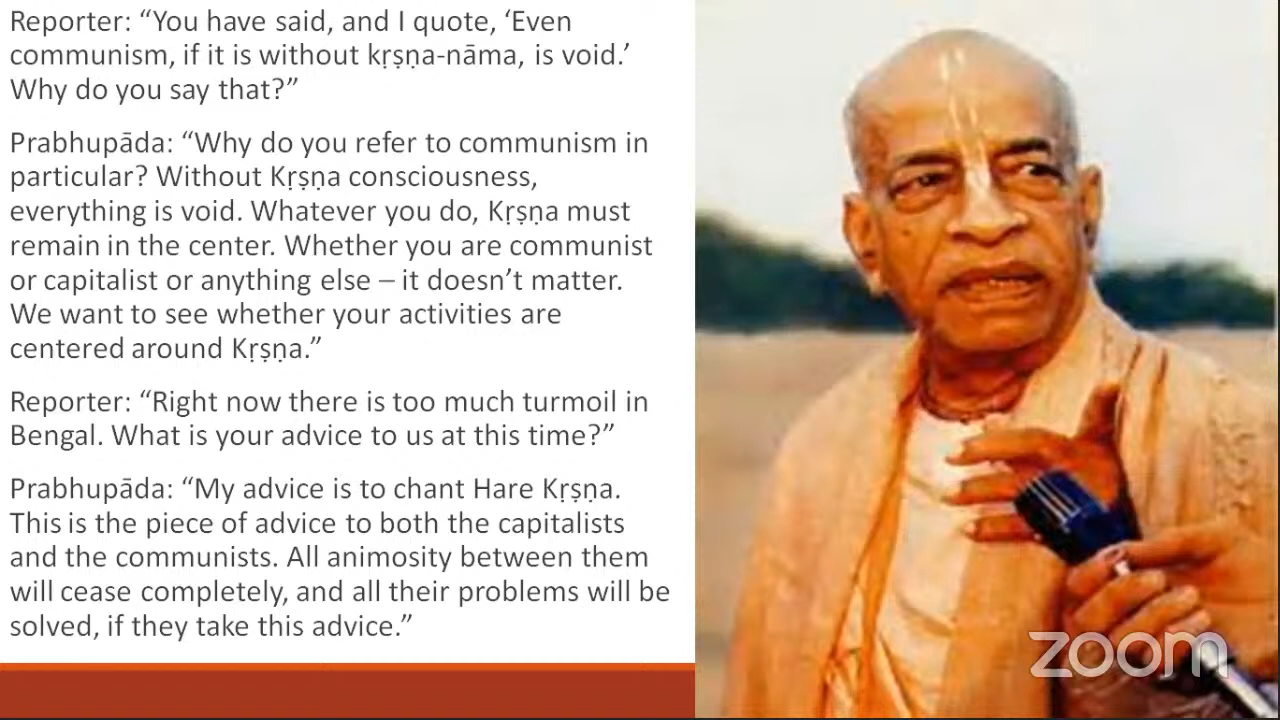 Reporter: “You have said, and I quote, ‘Even
communism, if it is without kṛṣṇa-nāma, is void.’
Why do you say that?”
Prabhupāda: “Why do you refer to communism in
particular? Without Kṛṣṇa consciousness,
everything is void. Whatever you do, Kṛṣṇa must
remain in the center. Whether you are communist
or capitalist or anything else – it doesn’t matter.
We want to see whether your activities are
centered around Kṛṣṇa.”
Reporter: “Right now there is too much turmoil in
Bengal. What is your advice to us at this time?”
Prabhupāda: “My advice is to chant Hare Kṛṣṇa.
This is the piece of advice to both the capitalists
and the communists. All animosity between them
will cease completely, and all their problems will be
solved, if they take this advice.”
zoom